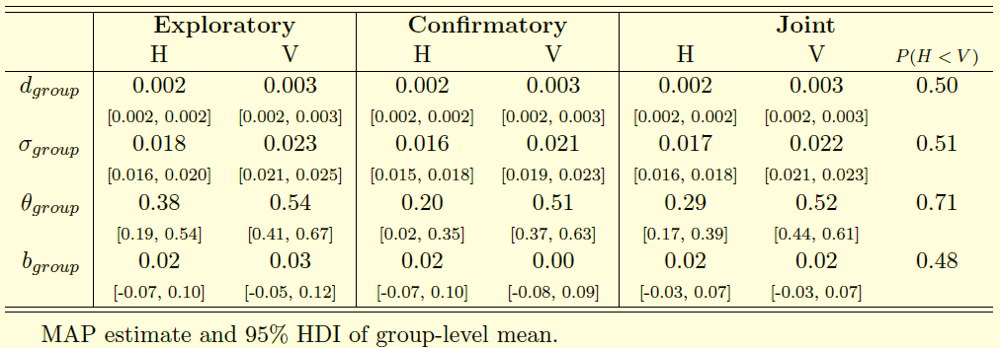 Exploratory Confirmatory Joint
H V H V H V P(H < V)
d_group 0.002 0.003 0.002 0.003 0.002 0.003 0.50
[0.002, 0.002] [0.002, 0.003] [0.002, 0.002] [0.002, 0.003] [0.002, 0.002] [0.002, 0.003]
σ_group 0.018 0.023 0.016 0.021 0.017 0.022 0.51
[0.016, 0.020] [0.021, 0.025] [0.015, 0.018] [0.019, 0.023] [0.016, 0.018] [0.021, 0.023]
θ_group 0.38 0.54 0.20 0.51 0.29 0.52 0.71
[0.19, 0.54] [0.41, 0.67] [0.02, 0.35] [0.37, 0.63] [0.17, 0.39] [0.44, 0.61]
b_group 0.02 0.03 0.02 0.00 0.02 0.02 0.48
[-0.07, 0.10] [-0.05, 0.12] [-0.07, 0.10] [-0.08, 0.09] [-0.03, 0.07] [-0.03, 0.07]
MAP estimate and 95% HDI of group-level mean.